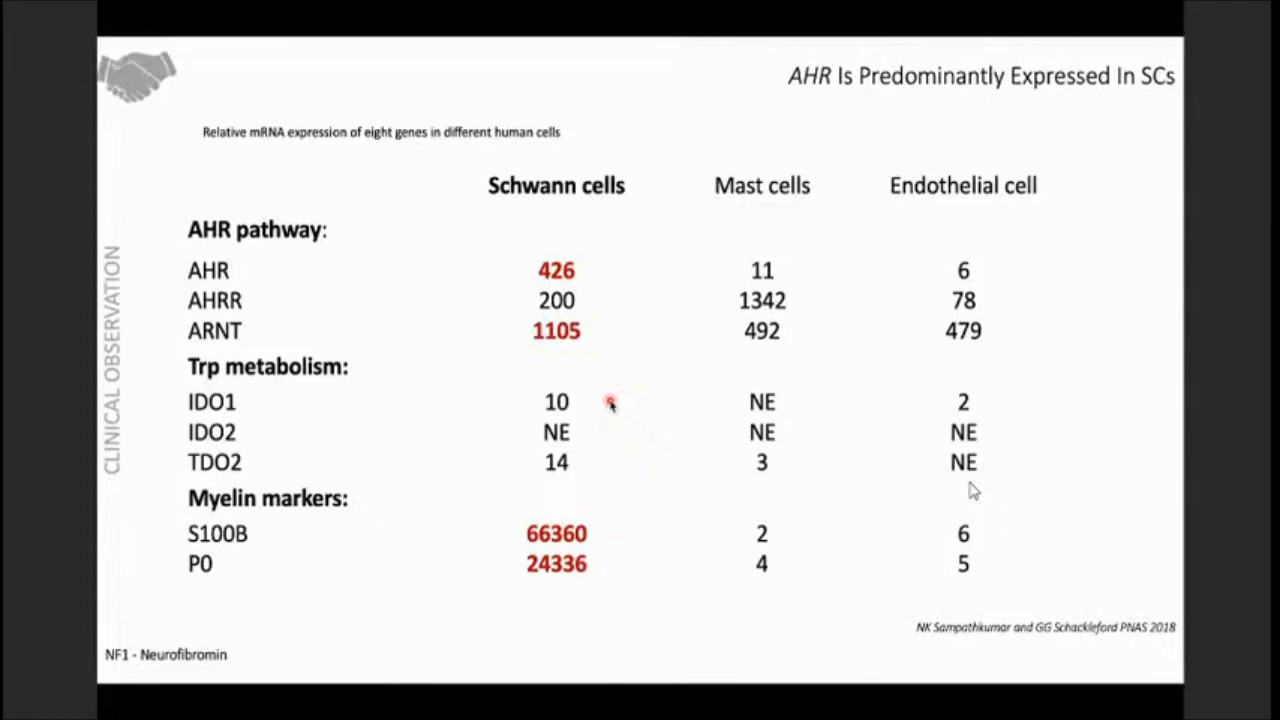 AHR Is Predominantly Expressed In SCs
Relative mRNA expression of eight genes in different human cells
Schwann cells Mast cells Endothelial cell
AHR pathway:
AHR 426 11 6
AHRR 200 1342 78
ARNT 1105 492 479
Trp metabolism:
IDO1 10 NE 2
IDO2 NE NE NE
TDO2 14 3 NE
Myelin markers:
S100B 66360 2 6
P0 24336 4 5
CLINICAL OBSERVATION
NK Sampathkumar and GG Schackleford PNAS 2018
NF1 - Neurofibromin